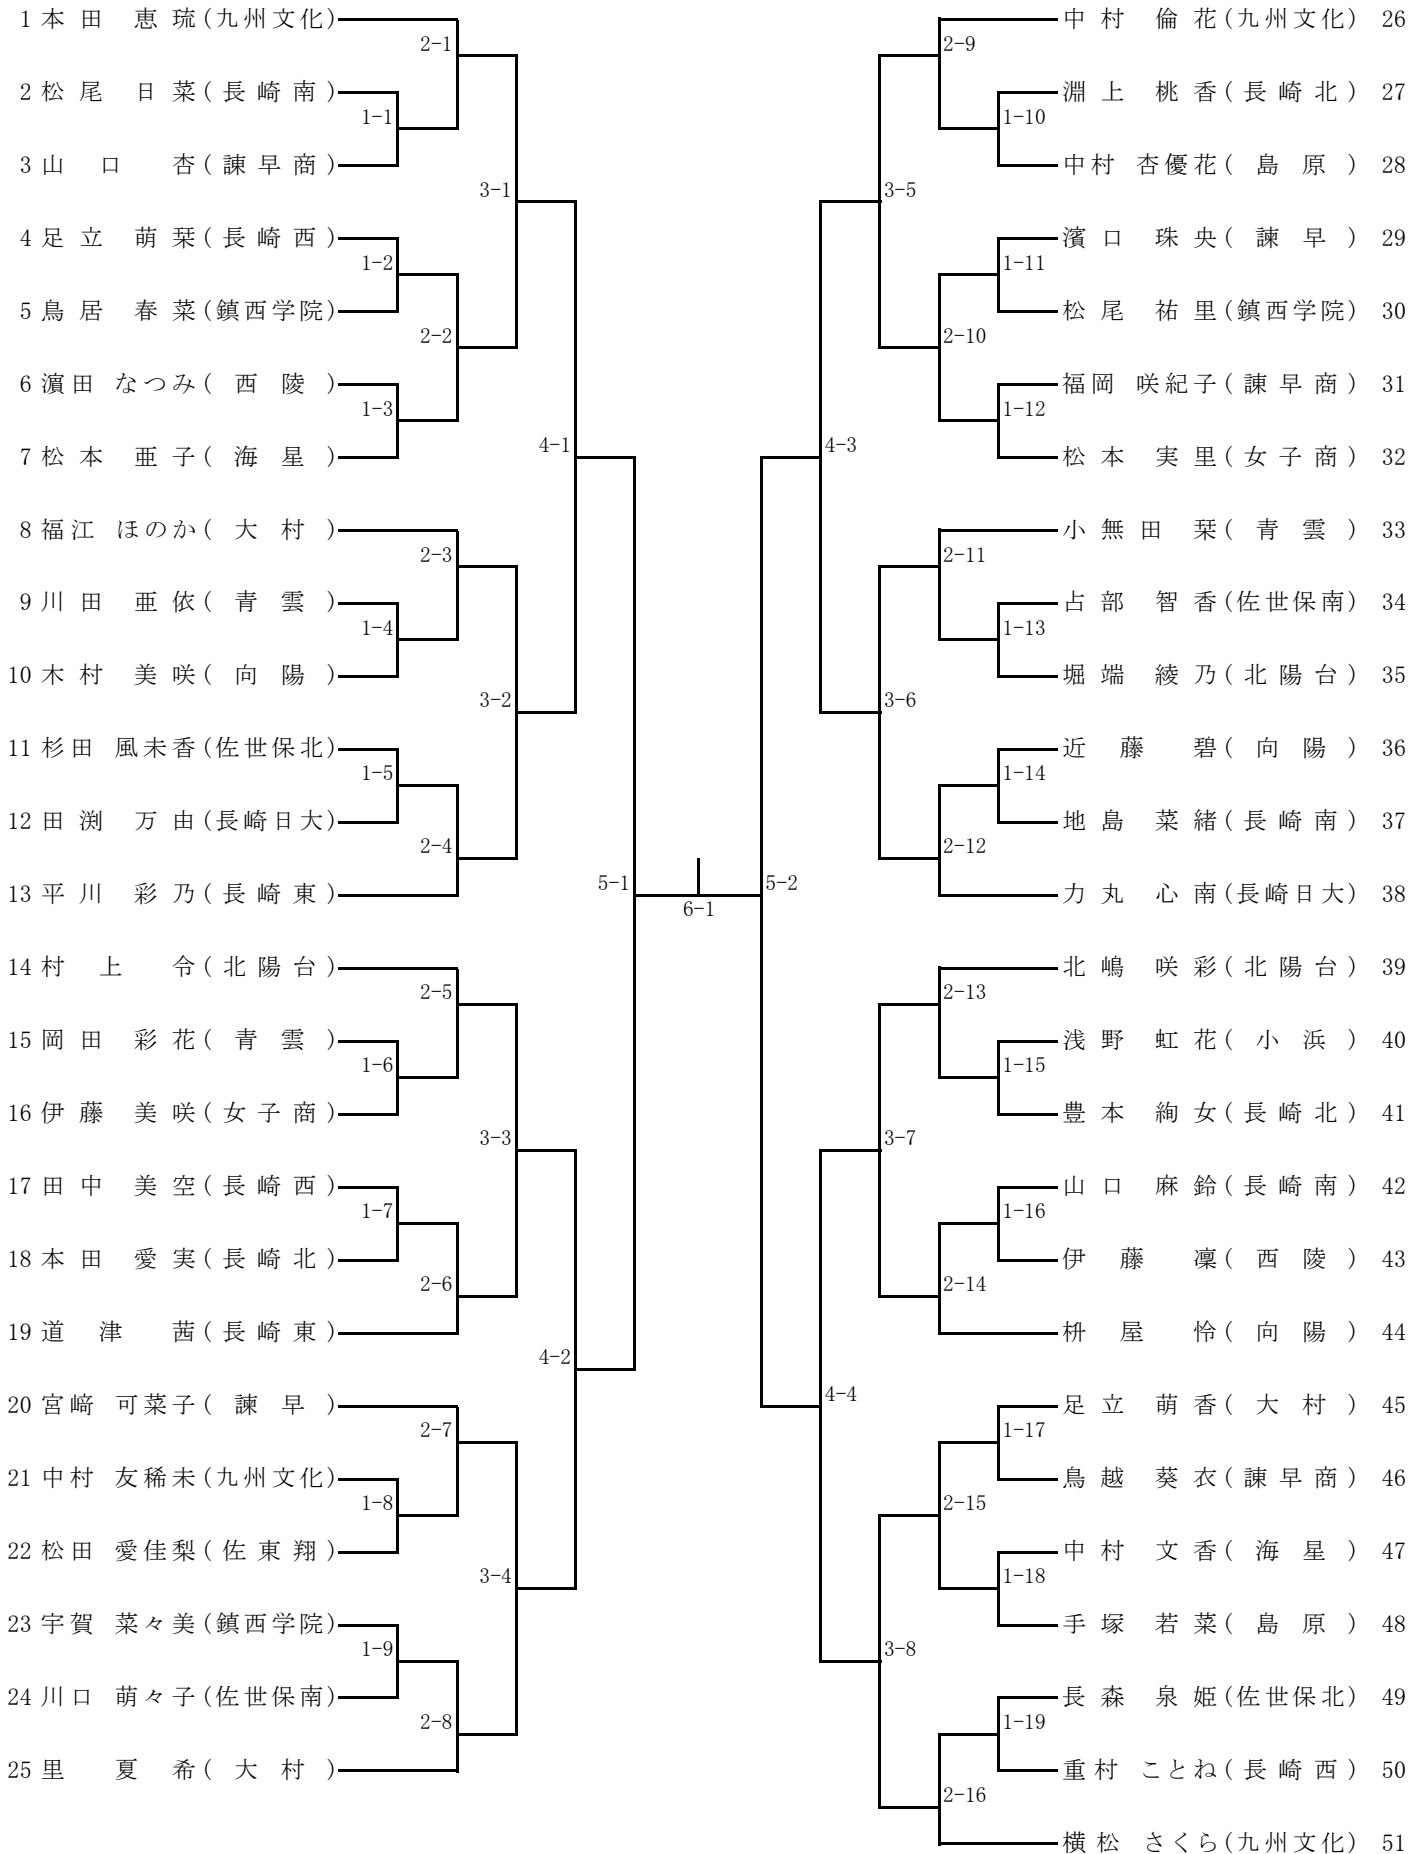 1 本田 恵琉(九州文化)
2-1
2 松尾 日菜(長崎南)
1-1
3 山口 杏(諫早商)
3-1
4 足立 萌栞(長崎西)
1-2
5 鳥居 春菜(鎮西学院)
2-2
6 濵田 なつみ(西陵)
1-3
7 松本 亜子(海星)
4-1
8 福江 ほのか(大村)
2-3
9 川田 亜依(青雲)
1-4
10 木村 美咲(向陽)
3-2
11 杉田 風未香(佐世保北)
1-5
12 田渕 万由(長崎日大)
2-4
13 平川 彩乃(長崎東)
5-1
14 村上 令(北陽台)
2-5
15 岡田 彩花(青雲)
1-6
16 伊藤 美咲(女子商)
3-3
17 田中 美空(長崎西)
1-7
18 本田 愛実(長崎北)
2-6
19 道津 茜(長崎東)
4-2
20 宮﨑 可菜子(諫早)
2-7
21 中村 友稀未(九州文化)
1-8
22 松田 愛佳梨(佐東翔)
3-4
23 宇賀 菜々美(鎮西学院)
1-9
24 川口 萌々子(佐世保南)
2-8
25 里 夏希(大村)
6-1
中村 倫花(九州文化) 26
2-9
淵上 桃香(長崎北) 27
1-10
中村 杏優花(島原) 28
3-5
濱口 珠央(諫早) 29
1-11
松尾 祐里(鎮西学院) 30
2-10
福岡 咲紀子(諫早商) 31
1-12
松本 実里(女子商) 32
4-3
小無田 栞(青雲) 33
2-11
占部 智香(佐世保南) 34
1-13
堀端 綾乃(北陽台) 35
3-6
近藤 碧(向陽) 36
1-14
地島 菜緒(長崎南) 37
2-12
力丸 心南(長崎日大) 38
5-2
北嶋 咲彩(北陽台) 39
2-13
浅野 虹花(小浜) 40
1-15
豊本 絢女(長崎北) 41
3-7
山口 麻鈴(長崎南) 42
1-16
伊藤 凜(西陵) 43
2-14
枡屋 怜(向陽) 44
4-4
足立 萌香(大村) 45
1-17
鳥越 葵衣(諫早商) 46
2-15
中村 文香(海星) 47
1-18
手塚 若菜(島原) 48
3-8
長森 泉姫(佐世保北) 49
1-19
重村 ことね(長崎西) 50
2-16
横松 さくら(九州文化) 51